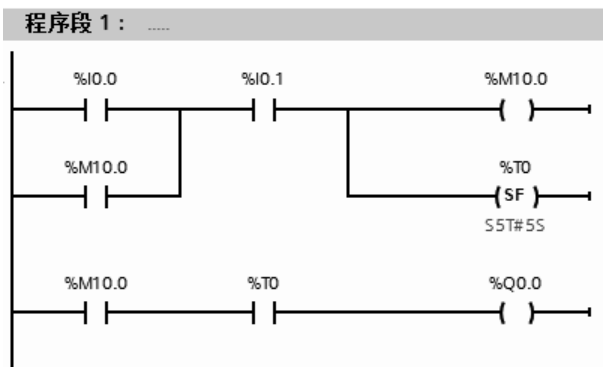 程序段 1： .....
%I0.0 %I0.1 %M10.0
%M10.0 %T0
SF
S5T#5S
%M10.0 %T0 %Q0.0